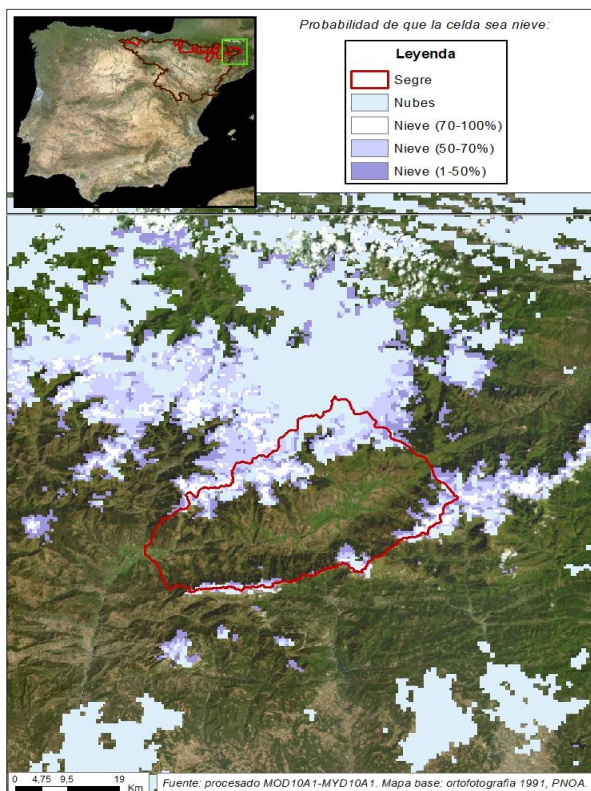 Probabilidad de que la celda sea nieve:
Leyenda
Segre
Nubes
Nieve (70-100%)
Nieve (50-70%)
Nieve (1-50%)
0 4,75 9,5 19
Km
Fuente: procesado MOD10A1-MYD10A1. Mapa base: ortofotografia 1991, PNOA.